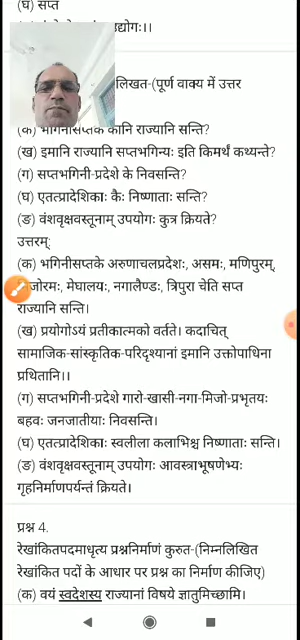 (घ) सप्त
उद्योगः।।
लिखत-(पूर्ण वाक्य में उत्तर
(क) भगिनीसप्तके कानि राज्यानि सन्ति?
(ख) इमानि राज्यानि सप्तभगिन्यः इति किमर्थं कथ्यन्ते?
(ग) सप्तभगिनी-प्रदेशे के निवसन्ति?
(घ) एतत्प्रादेशिकाः कैः निष्णाताः सन्ति?
(ङ) वंशवृक्षवस्तूनाम् उपयोगः कुत्र क्रियते?
उत्तरम्:
(क) भगिनीसप्तके अरुणाचलप्रदेशः, असमः, मणिपुरम्,
जोरमः, मेघालयः, नगालैण्डः, त्रिपुरा चेति सप्त
राज्यानि सन्ति।
(ख) प्रयोगोऽयं प्रतीकात्मको वर्तते। कदाचित्
सामाजिक-सांस्कृतिक-परिदृश्यानां इमानि उक्तोपाधिना
प्रथितानि।।
(ग) सप्तभगिनी-प्रदेशे गारो-खासी-नगा-मिजो-प्रभृतयः
बहवः जनजातीयाः निवसन्ति।
(घ) एतत्प्रादेशिकाः स्वलीला कलाभिश्च निष्णाताः सन्ति।
(ङ) वंशवृक्षवस्तूनाम् उपयोगः आवस्त्राभूषणेभ्यः
गृहनिर्माणपर्यन्तं क्रियते।
प्रश्न 4.
रेखांकितपदमाधृत्य प्रश्ननिर्माणं कुरुत-(निम्नलिखित
रेखांकित पदों के आधार पर प्रश्न का निर्माण कीजिए)
(क) वयं स्वदेशस्य राज्यानां विषये ज्ञातुमिच्छामि।